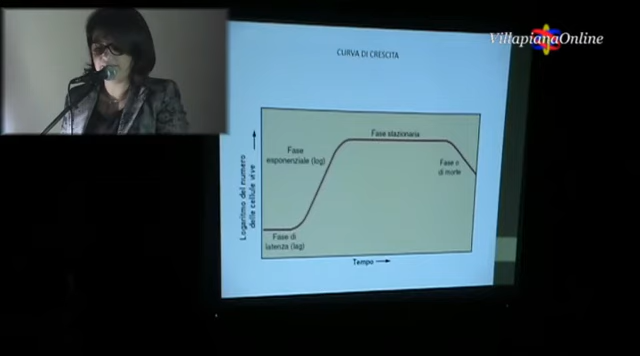 VillapianaOnline
CURVA DI CRESCITA
Fase stazionaria
Fase
esponenziale (log)
Fase o
di morte
Logaritmo del numero
delle cellule vive
Fase di
latenza (lag)
Tempo